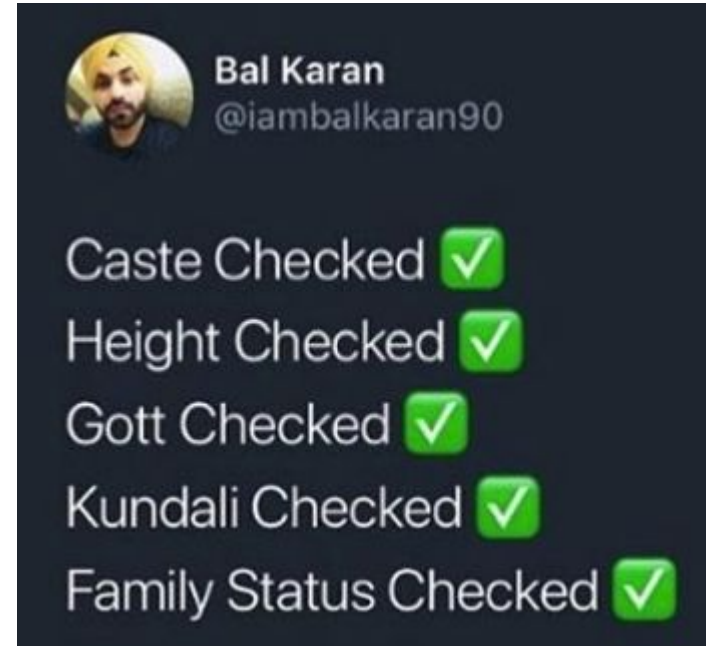 Bal Karan
@iambalkaran90
Caste Checked ✅
Height Checked ✅
Gott Checked ✅
Kundali Checked ✅
Family Status Checked ✅